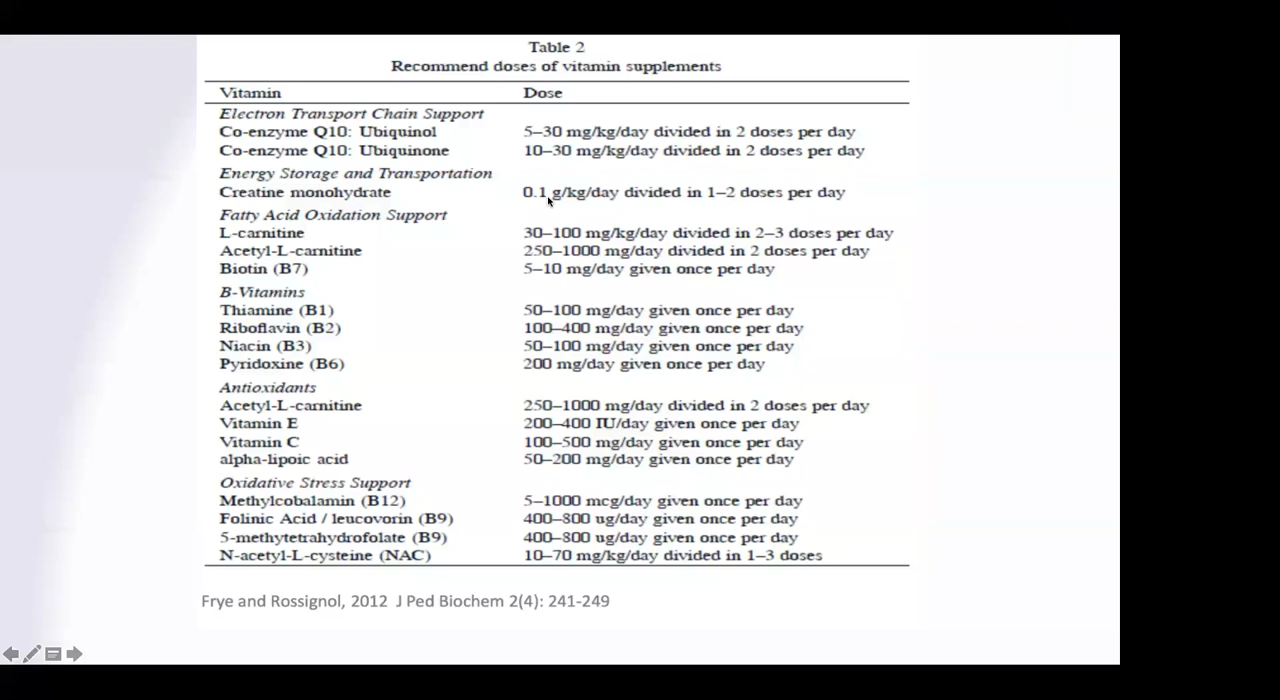 Table 2
Recommend doses of vitamin supplements
Vitamin Dose
Electron Transport Chain Support
Co-enzyme Q10: Ubiquinol 5–30 mg/kg/day divided in 2 doses per day
Co-enzyme Q10: Ubiquinone 10–30 mg/kg/day divided in 2 doses per day
Energy Storage and Transportation
Creatine monohydrate 0.1 g/kg/day divided in 1–2 doses per day
Fatty Acid Oxidation Support
L-carnitine 30–100 mg/kg/day divided in 2–3 doses per day
Acetyl-L-carnitine 250–1000 mg/day divided in 2 doses per day
Biotin (B7) 5–10 mg/day given once per day
B-Vitamins
Thiamine (B1) 50–100 mg/day given once per day
Riboflavin (B2) 100–400 mg/day given once per day
Niacin (B3) 50–100 mg/day given once per day
Pyridoxine (B6) 200 mg/day given once per day
Antioxidants
Acetyl-L-carnitine 250–1000 mg/day divided in 2 doses per day
Vitamin E 200–400 IU/day given once per day
Vitamin C 100–500 mg/day given once per day
alpha-lipoic acid 50–200 mg/day given once per day
Oxidative Stress Support
Methylcobalamin (B12) 5–1000 mcg/day given once per day
Folinic Acid / leucovorin (B9) 400–800 ug/day given once per day
5-methytetrahydrofolate (B9) 400–800 ug/day given once per day
N-acetyl-L-cysteine (NAC) 10–70 mg/kg/day divided in 1–3 doses
Frye and Rossignol, 2012 J Ped Biochem 2(4): 241-249